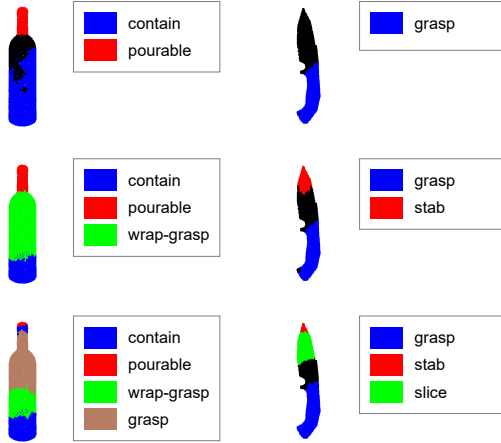 contain
pourable
grasp
contain
pourable
wrap-grasp
grasp
stab
contain
pourable
wrap-grasp
grasp
grasp
stab
slice